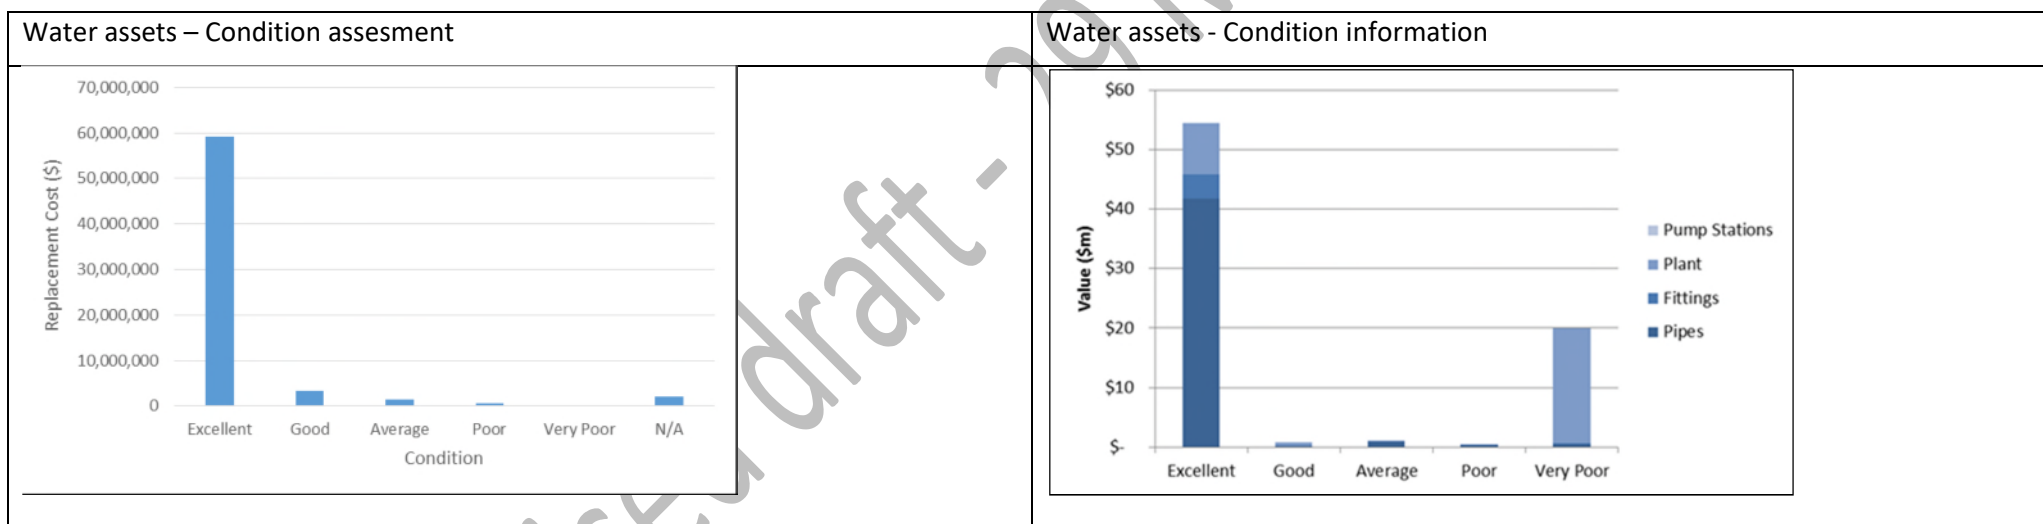 Water assets – Condition assesment
Water assets - Condition information
70,000,000
60,000,000
50,000,000
40,000,000
30,000,000
20,000,000
10,000,000
0
Replacement Cost ($)
Excellent Good Average Poor Very Poor N/A
Condition
$60
$50
$40
$30
$20
$10
$-
Value ($m)
Excellent Good Average Poor Very Poor
Pump Stations
Plant
Fittings
Pipes
draft - 29